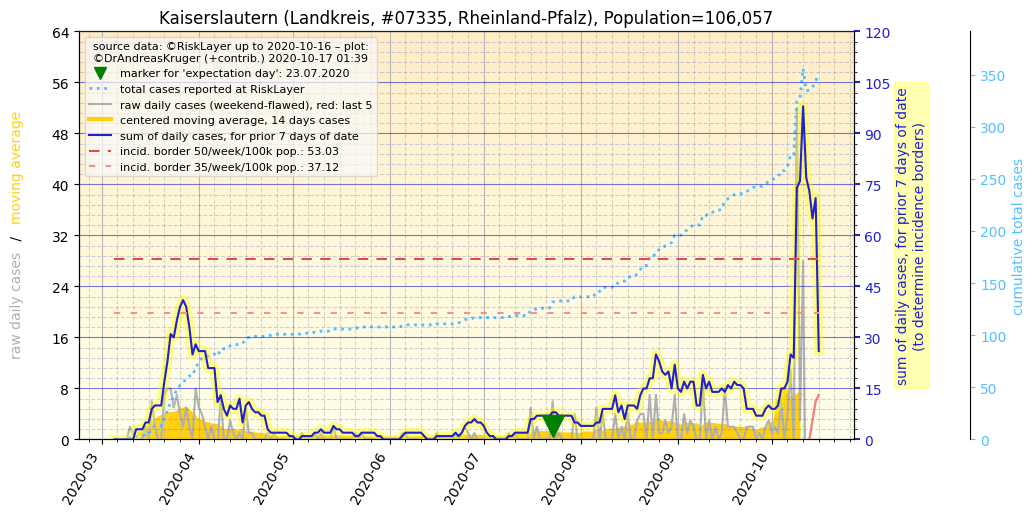 Kaiserslautern (Landkreis, #07335, Rheinland-Pfalz), Population=106,057
source data: ©RiskLayer up to 2020-10-16 – plot:
©DrAndreasKruger (+contrib.) 2020-10-17 01:39
marker for 'expectation day': 23.07.2020
total cases reported at RiskLayer
raw daily cases (weekend-flawed), red: last 5
centered moving average, 14 days cases
sum of daily cases, for prior 7 days of date
incid. border 50/week/100k pop.: 53.03
incid. border 35/week/100k pop.: 37.12
raw daily cases / moving average
64
56
48
40
32
24
16
8
0
2020-03
2020-04
2020-05
2020-06
2020-07
2020-08
2020-09
2020-10
120
105
90
75
60
45
30
15
0
sum of daily cases, for prior 7 days of date
(to determine incidence borders)
350
300
250
200
150
100
50
0
cumulative total cases